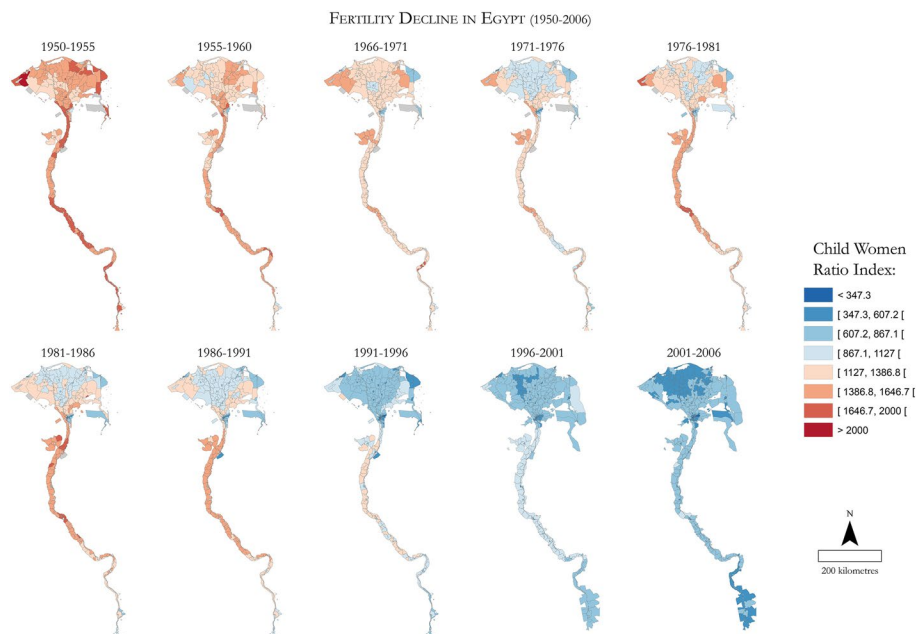 FERTILITY DECLINE IN EGYPT (1950-2006)
1950-1955
1955-1960
1966-1971
1971-1976
1976-1981
1981-1986
1986-1991
1991-1996
1996-2001
2001-2006
Child Women
Ratio Index:
< 347.3
[ 347.3, 607.2 [
[ 607.2, 867.1 [
[ 867.1, 1127 [
[ 1127, 1386.8 [
[ 1386.8, 1646.7 [
[ 1646.7, 2000 [
> 2000
N
200 kilometres